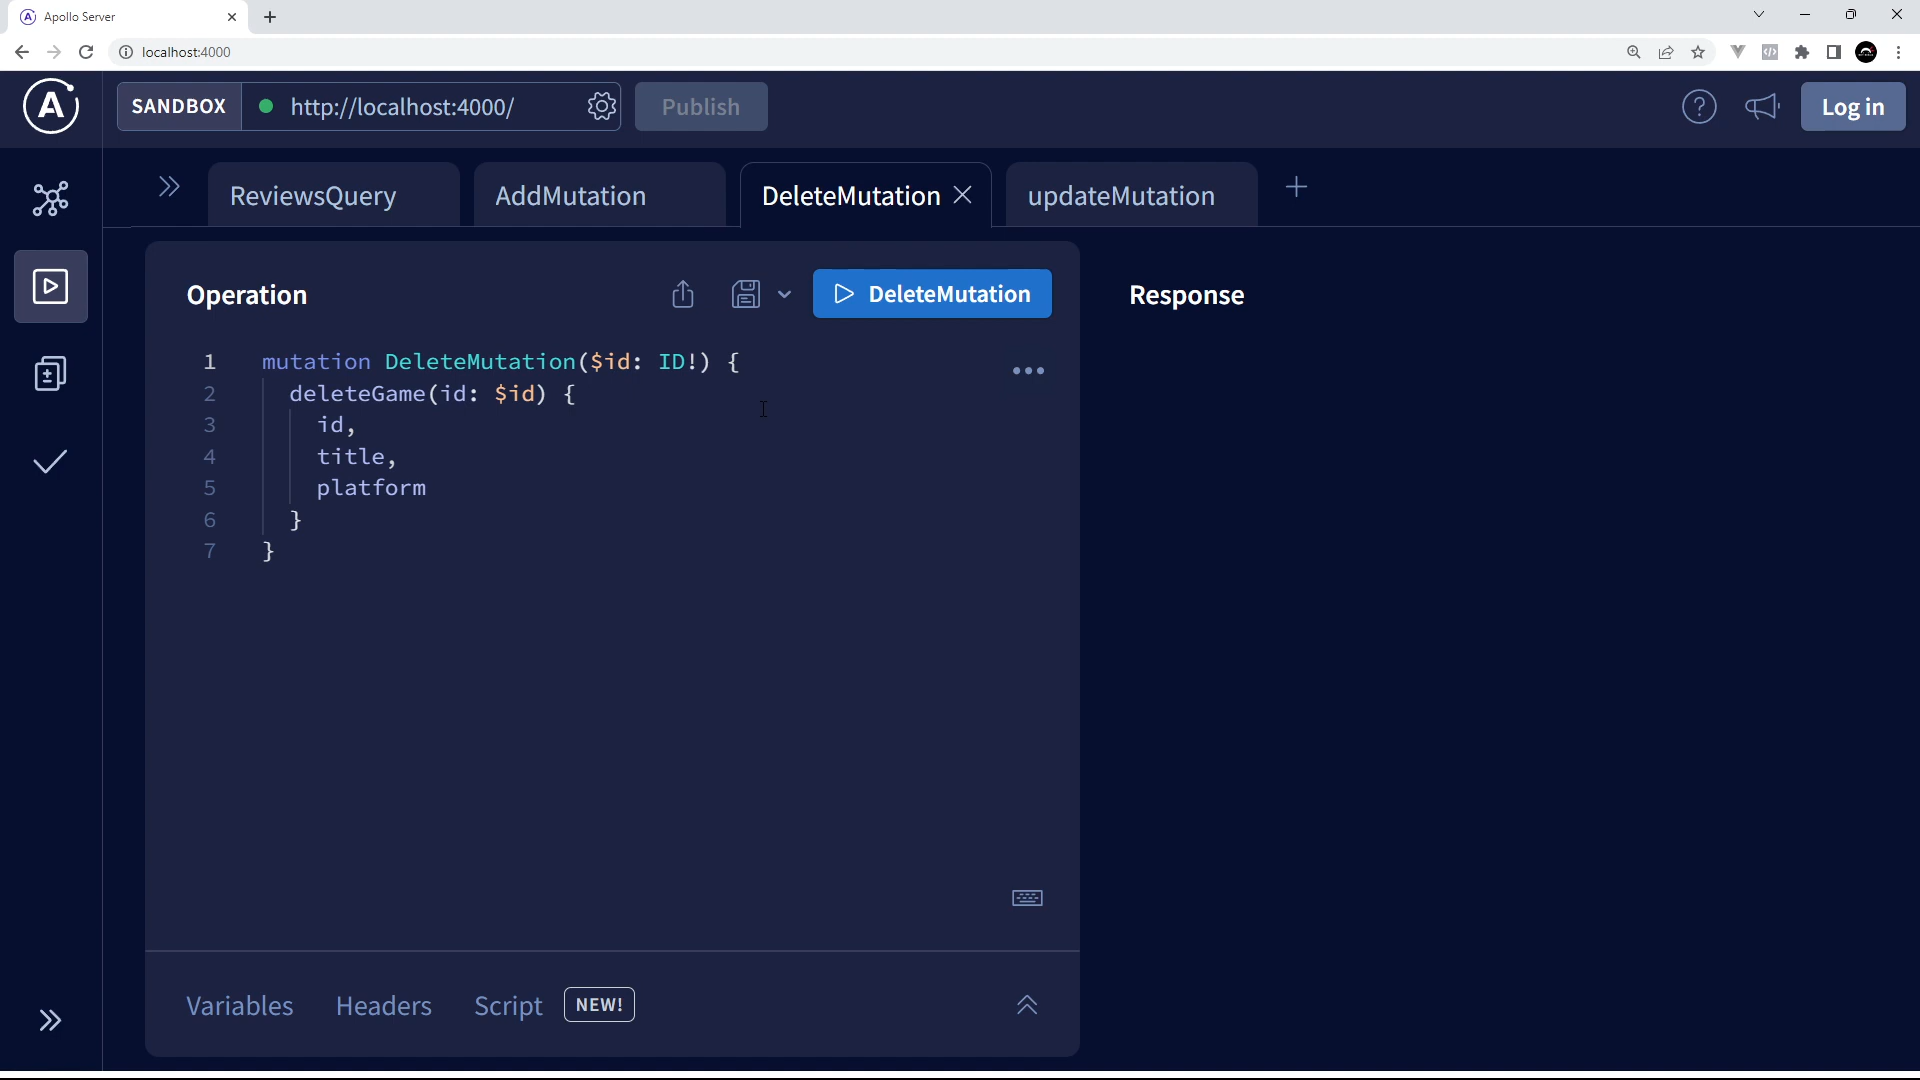 Apollo Server
localhost:4000
SANDBOX http://localhost:4000/ Publish Log in
ReviewsQuery AddMutation DeleteMutation updateMutation
Operation DeleteMutation Response
1 mutation DeleteMutation($id: ID!) {
2 deleteGame(id: $id) {
3 id,
4 title,
5 platform
6 }
7 }
Variables Headers Script NEW!